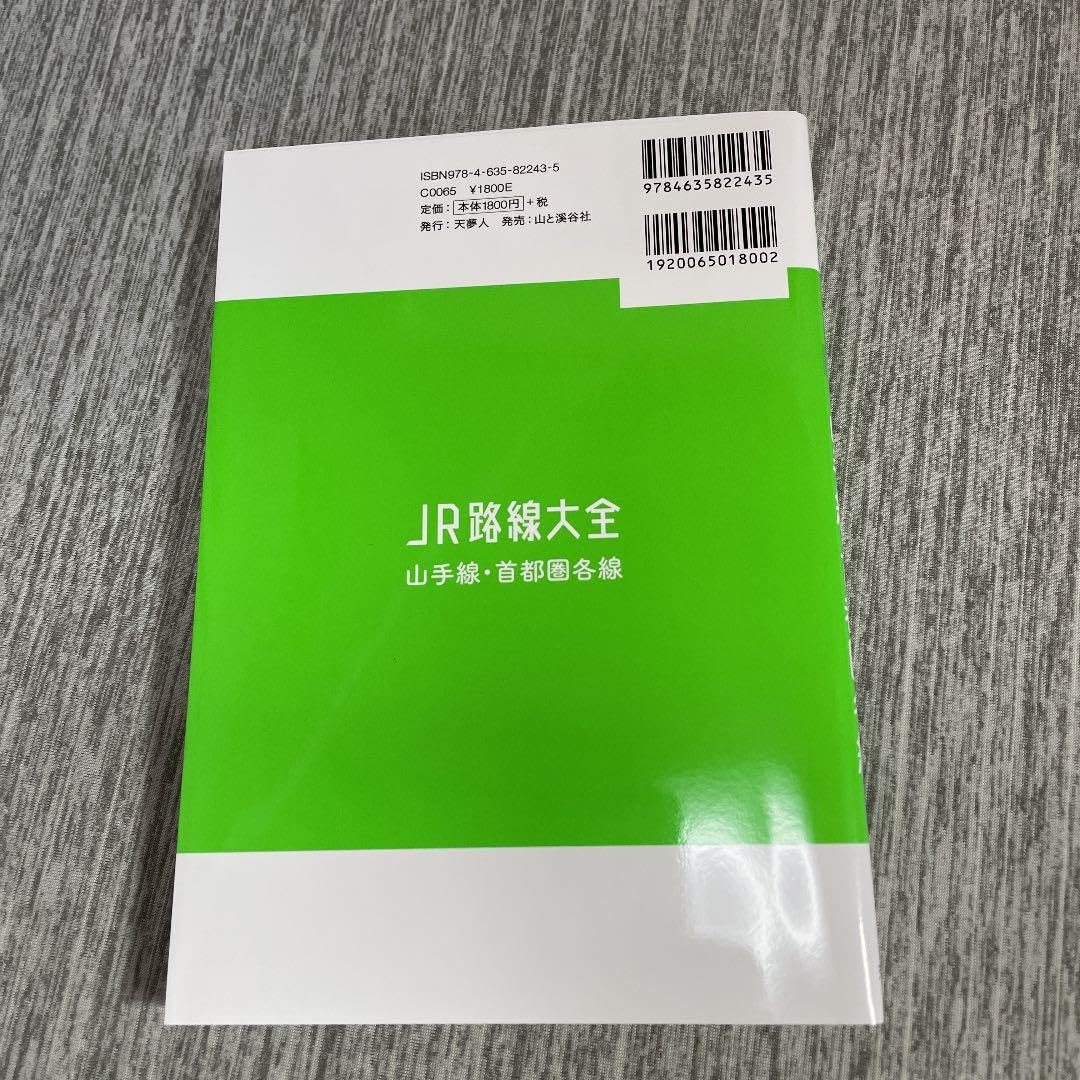 ISBN978-4-635-82243-5
C0065 ¥1800E
定価：本体1800円＋税
発行：天夢人 発売：山と溪谷社
9784635822435
1920065018002
JR路線大全
山手線・首都圏各線